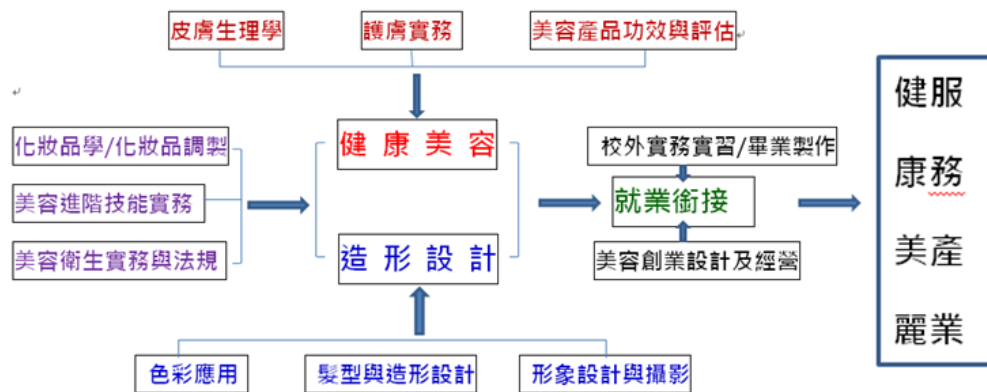 皮膚生理學
護膚實務
美容產品功效與評估
化妝品學/化妝品調製
美容進階技能實務
美容衛生實務與法規
健康美容
造形設計
色彩應用
髮型與造形設計
形象設計與攝影
校外實務實習/畢業製作
就業銜接
美容創業設計及經營
健服
康務
美產
麗業